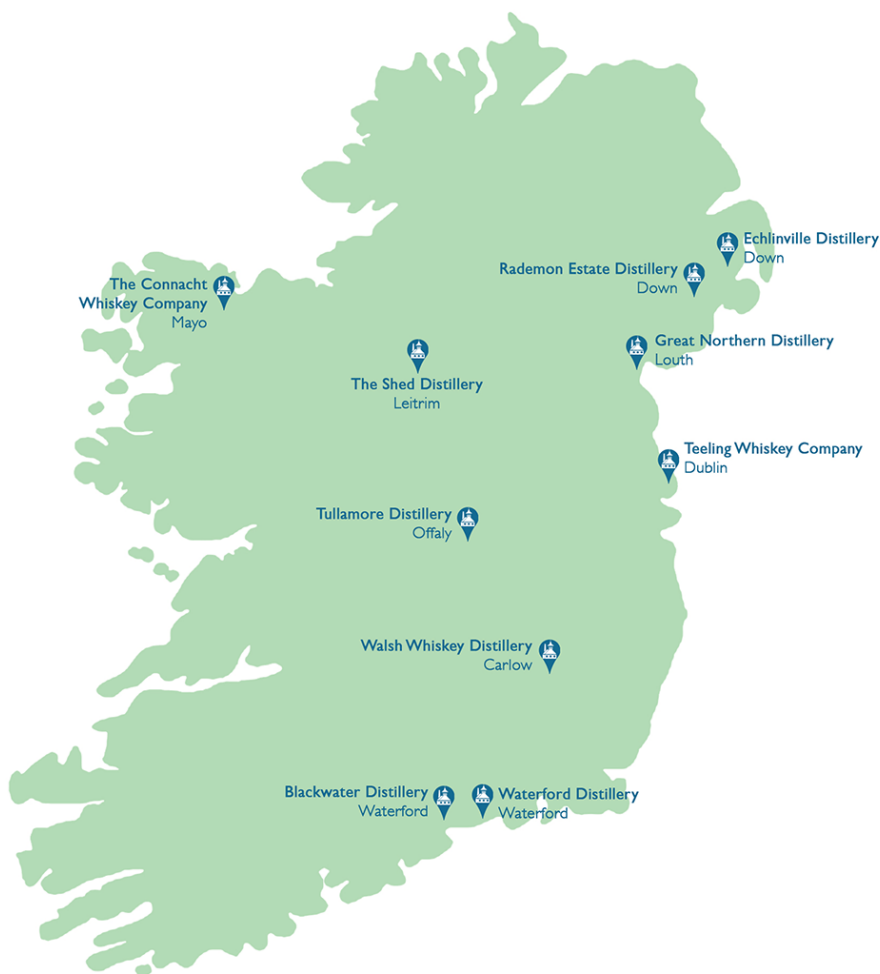 Echlinville Distillery
Down
Rademon Estate Distillery
Down
The Connacht
Whiskey Company
Mayo
Great Northern Distillery
Louth
The Shed Distillery
Leitrim
Teeling Whiskey Company
Dublin
Tullamore Distillery
Offaly
Walsh Whiskey Distillery
Carlow
Blackwater Distillery
Waterford
Waterford Distillery
Waterford